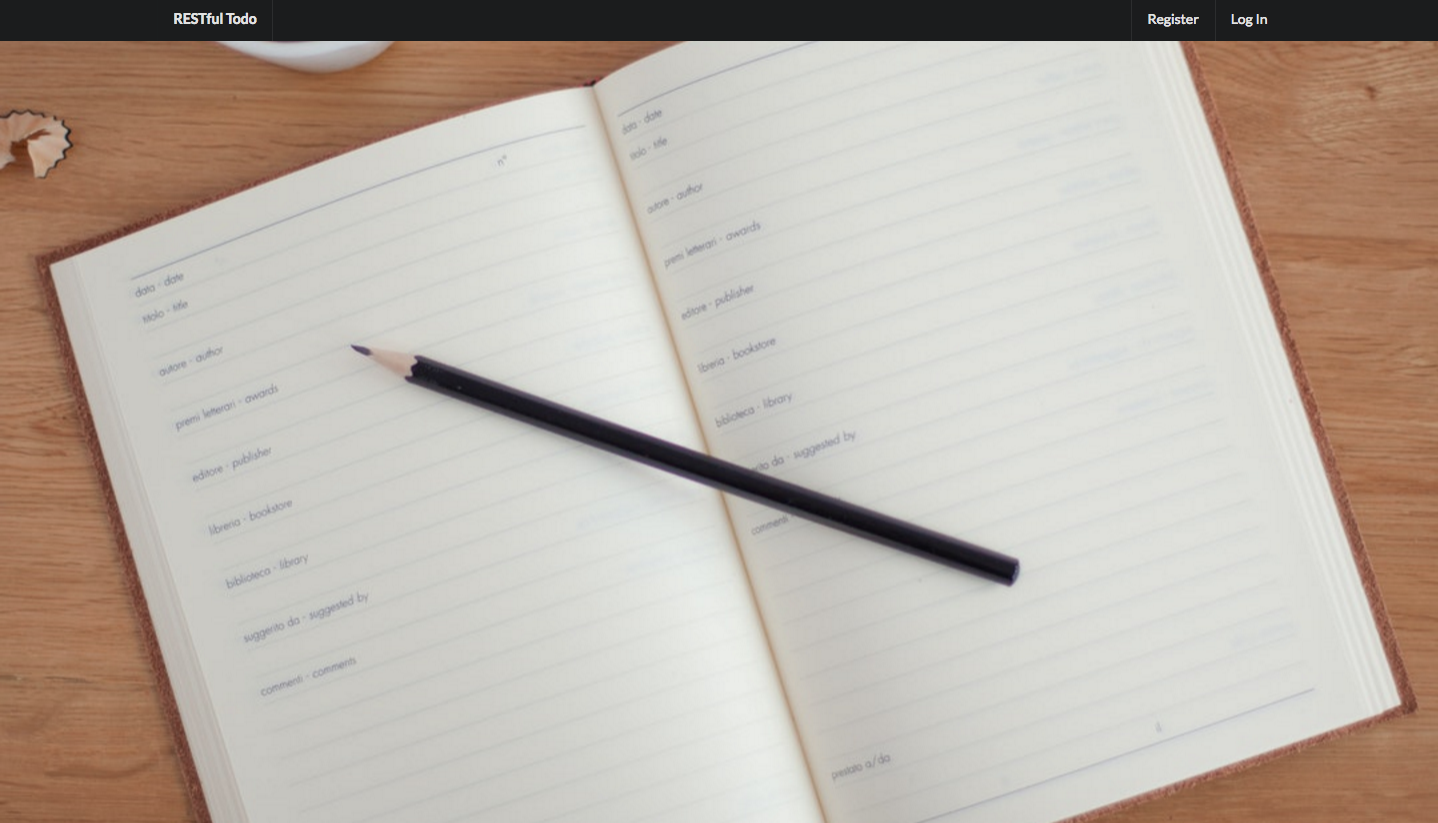 RESTful Todo
Register
Log In
n°
data · date
titolo · title
autore · author
premi letterari · awards
editore · publisher
libreria · bookstore
biblioteca · library
suggerito da · suggested by
commenti · comments
data · date
titolo · title
autore · author
premi letterari · awards
editore · publisher
libreria · bookstore
biblioteca · library
da · suggested by
commenti
prestato a/da